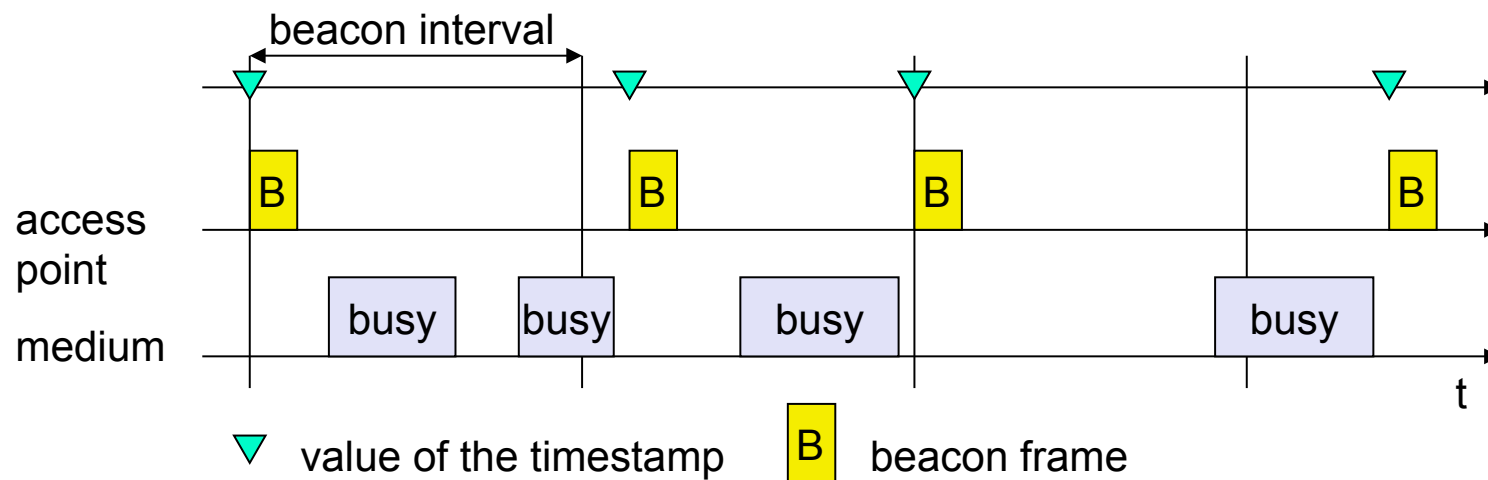 beacon interval
B B B B
access
point
busy busy busy busy
medium
t
value of the timestamp B beacon frame